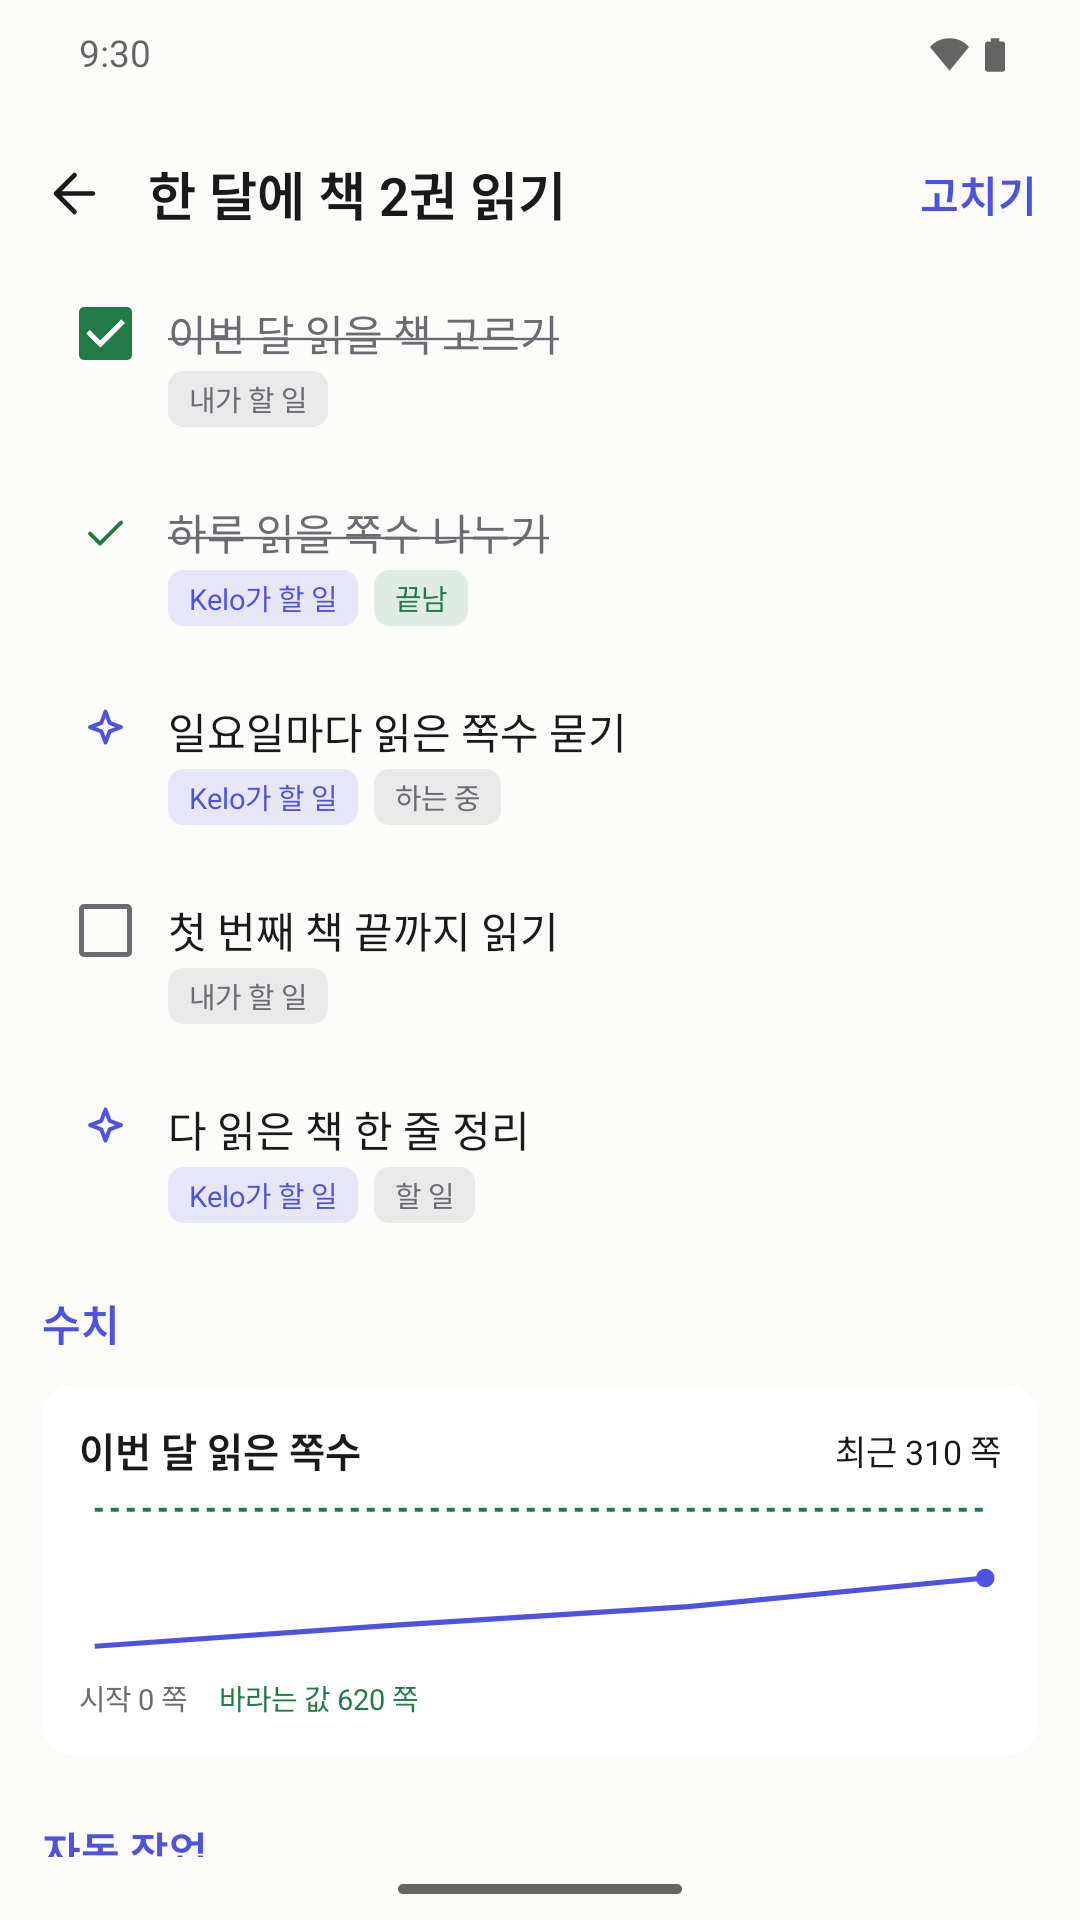 9:30
한 달에 책 2권 읽기
고치기
이번 달 읽을 책 고르기
내가 할 일
하루 읽을 쪽수 나누기
Kelo가 할 일 끝남
일요일마다 읽은 쪽수 묻기
Kelo가 할 일 하는 중
첫 번째 책 끝까지 읽기
내가 할 일
다 읽은 책 한 줄 정리
Kelo가 할 일 할 일
수치
이번 달 읽은 쪽수
최근 310 쪽
시작 0 쪽 바라는 값 620 쪽
자동 작업